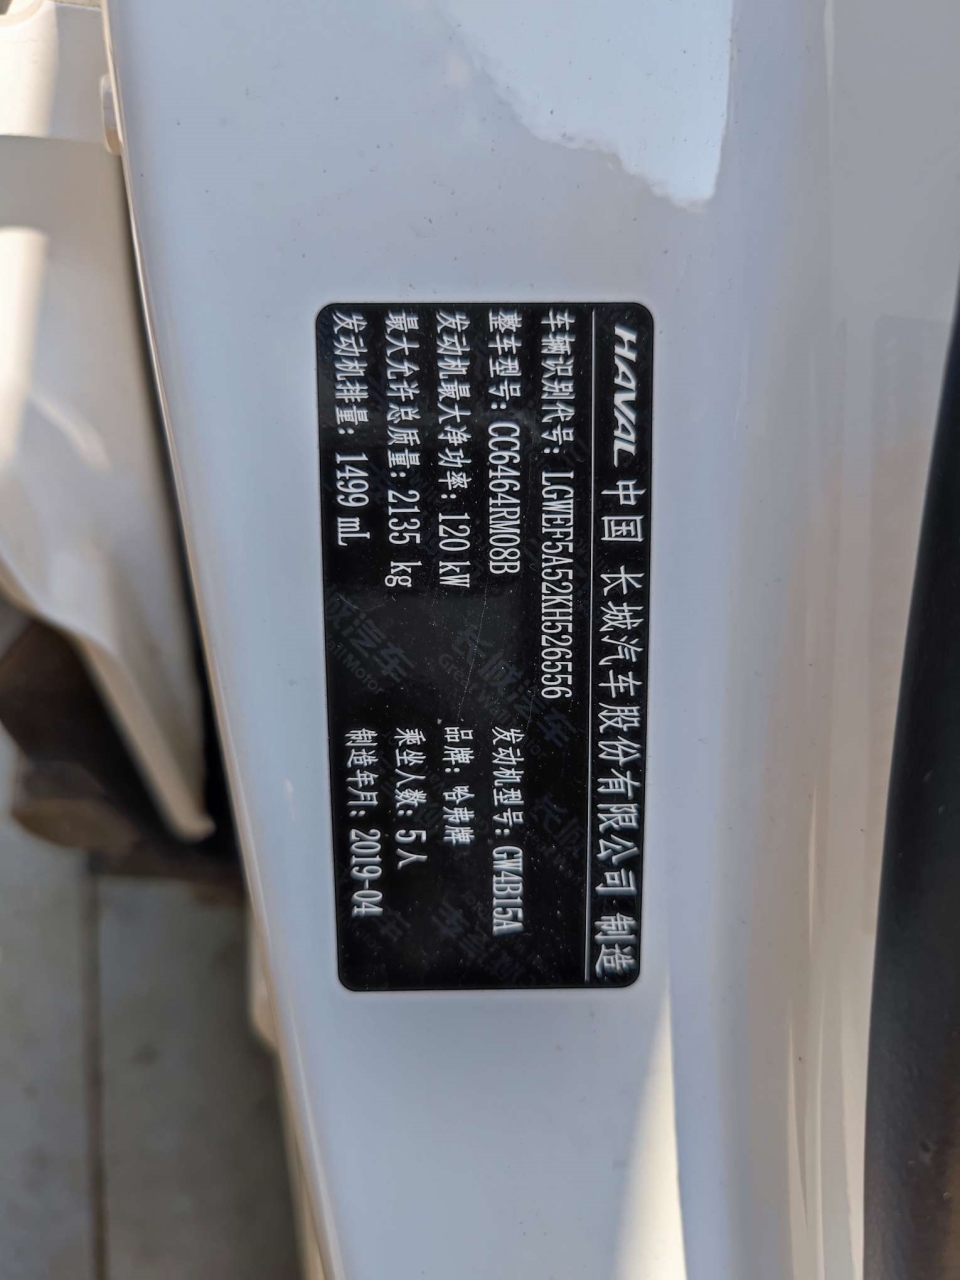 HAVAL 中国 长城汽车股份有限公司 制造
车辆识别代号: LGWEF5A52KH526556
整车型号: CC6464RM08B 发动机型号: GW4B15A
发动机最大净功率: 120 kW 品牌: 哈弗牌
最大允许总质量: 2135 kg 乘坐人数: 5人
发动机排量: 1499 mL 制造年月: 2019-04